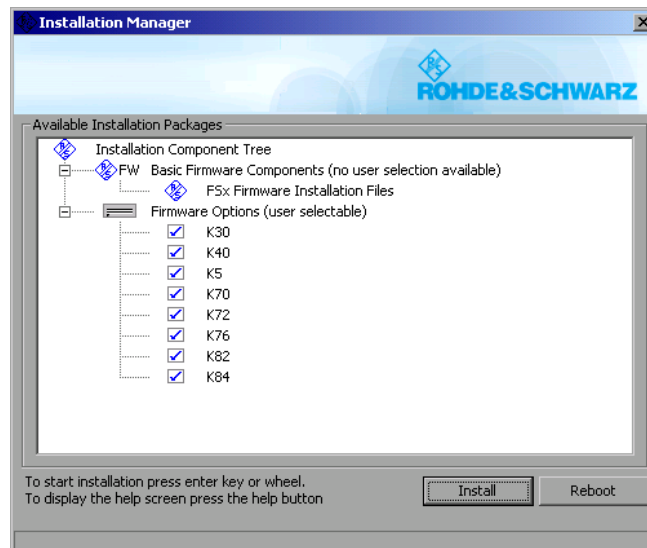 Installation Manager
ROHDE&SCHWARZ
Available Installation Packages
Installation Component Tree
FW Basic Firmware Components (no user selection available)
FSx Firmware Installation Files
Firmware Options (user selectable)
K30
K40
K5
K70
K72
K76
K82
K84
To start installation press enter key or wheel.
To display the help screen press the help button
Install
Reboot